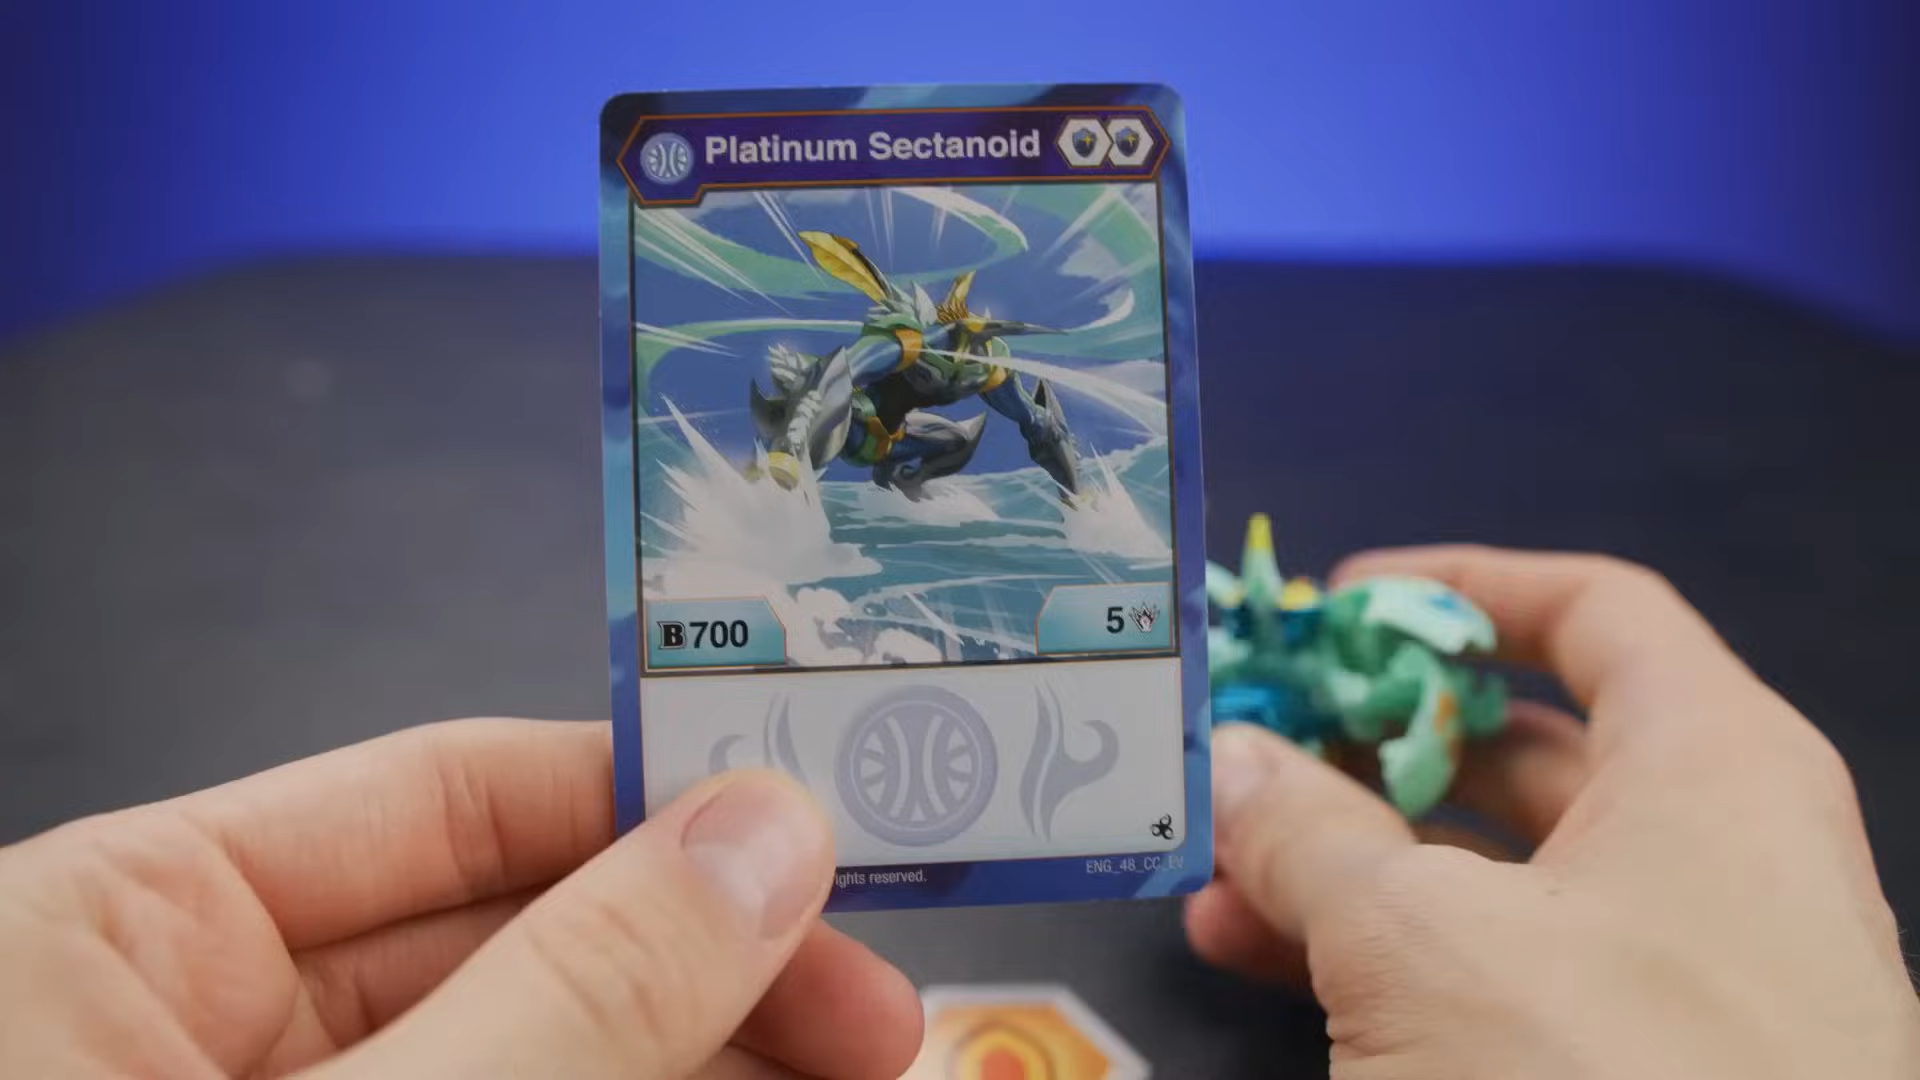 Platinum Sectanoid
B700
5
ights reserved.
ENG_48_CC_EV